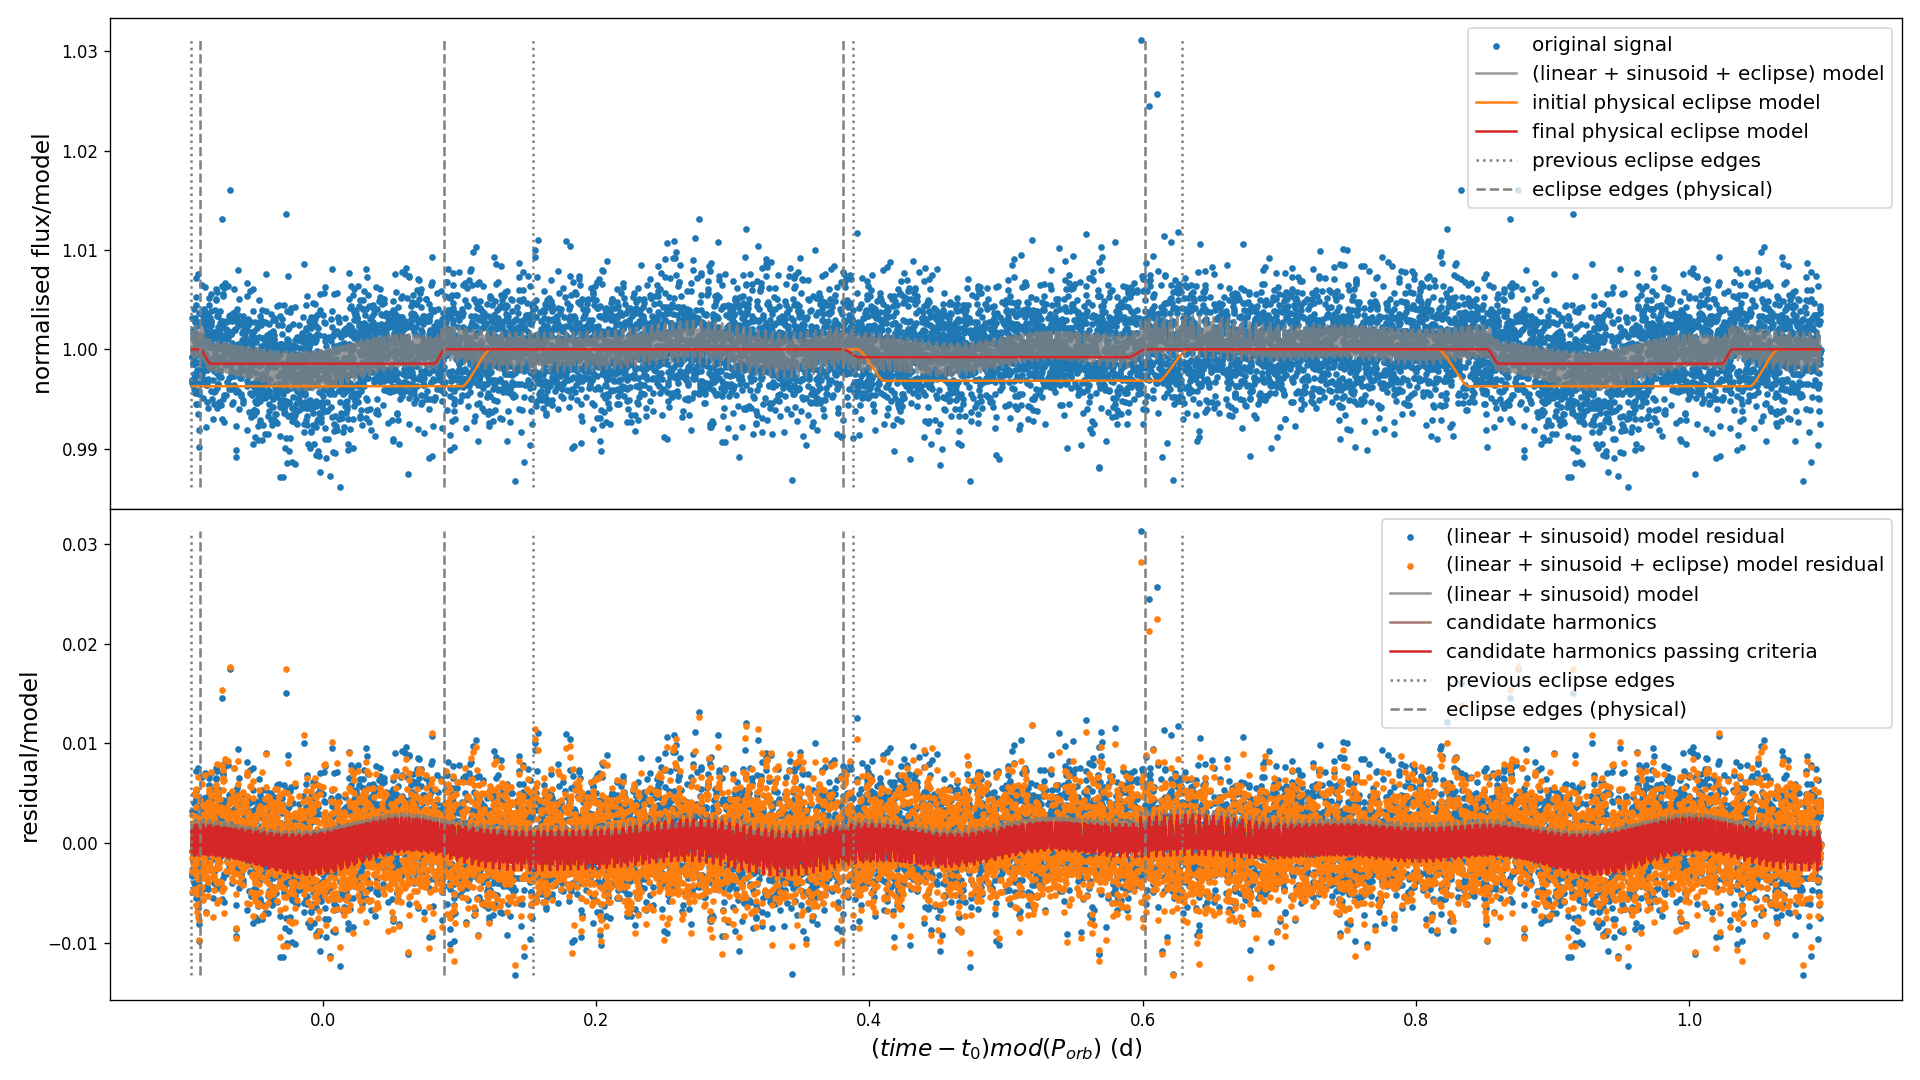 normalised flux/model
1.03
1.02
1.01
1.00
0.99
original signal
(linear + sinusoid + eclipse) model
initial physical eclipse model
final physical eclipse model
previous eclipse edges
eclipse edges (physical)
residual/model
0.03
0.02
0.01
0.00
−0.01
(linear + sinusoid) model residual
(linear + sinusoid + eclipse) model residual
(linear + sinusoid) model
candidate harmonics
candidate harmonics passing criteria
previous eclipse edges
eclipse edges (physical)
0.0 0.2 0.4 0.6 0.8 1.0
(time − t₀)mod(P_orb) (d)